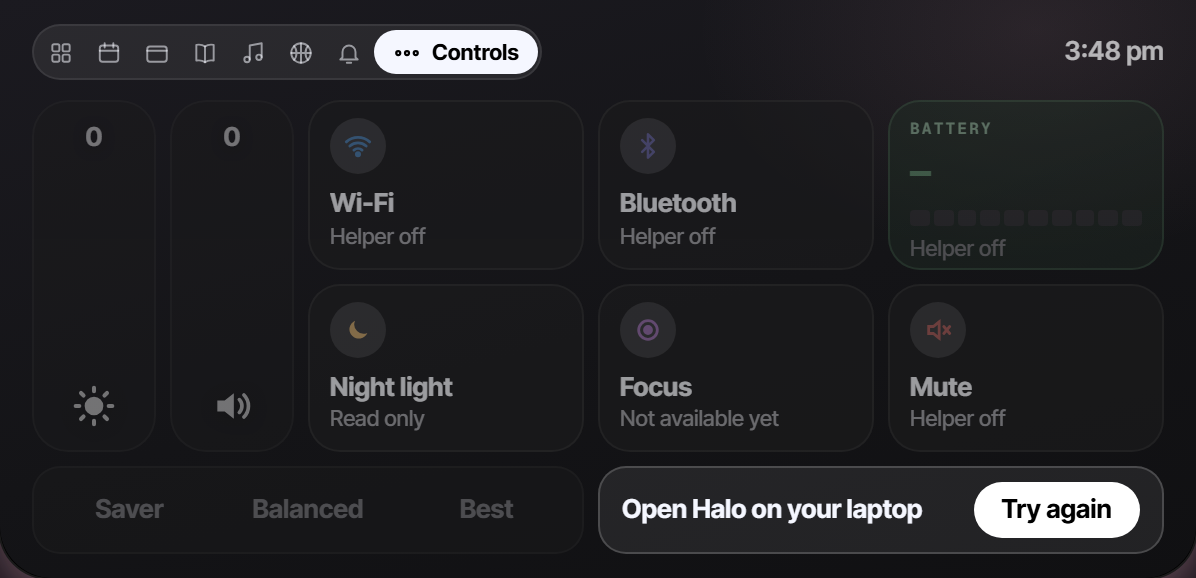 Controls
3:48 pm
0
0
Wi-Fi
Helper off
Bluetooth
Helper off
BATTERY
—
Helper off
Night light
Read only
Focus
Not available yet
Mute
Helper off
Saver
Balanced
Best
Open Halo on your laptop
Try again